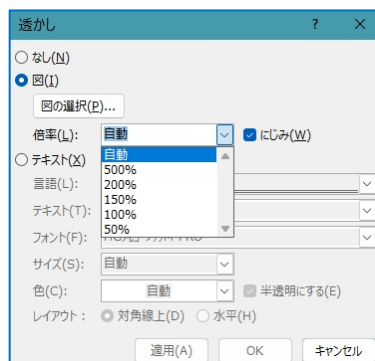 透かし ? ×
なし(N)
図(I)
図の選択(P)...
倍率(L): 自動 にじみ(W)
テキスト(X) 自動
500%
言語(L): 200%
150%
テキスト(T): 100%
50%
フォント(F):
サイズ(S): 自動
色(C): 自動 半透明にする(E)
レイアウト: 対角線上(D) 水平(H)
適用(A) OK キャンセル